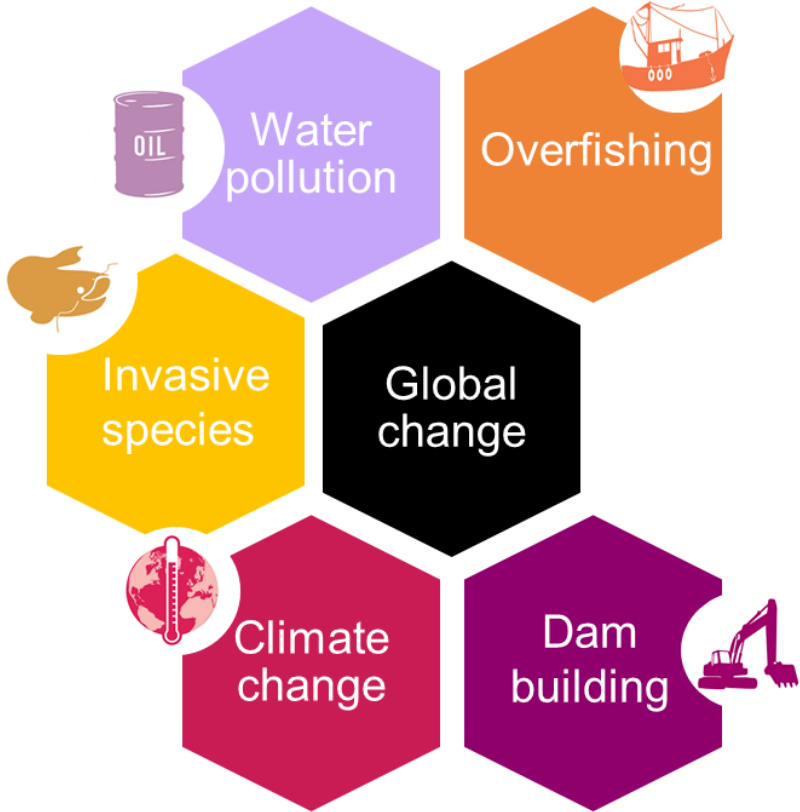 OIL
Water
pollution
Overfishing
Invasive
species
Global
change
Climate
change
Dam
building